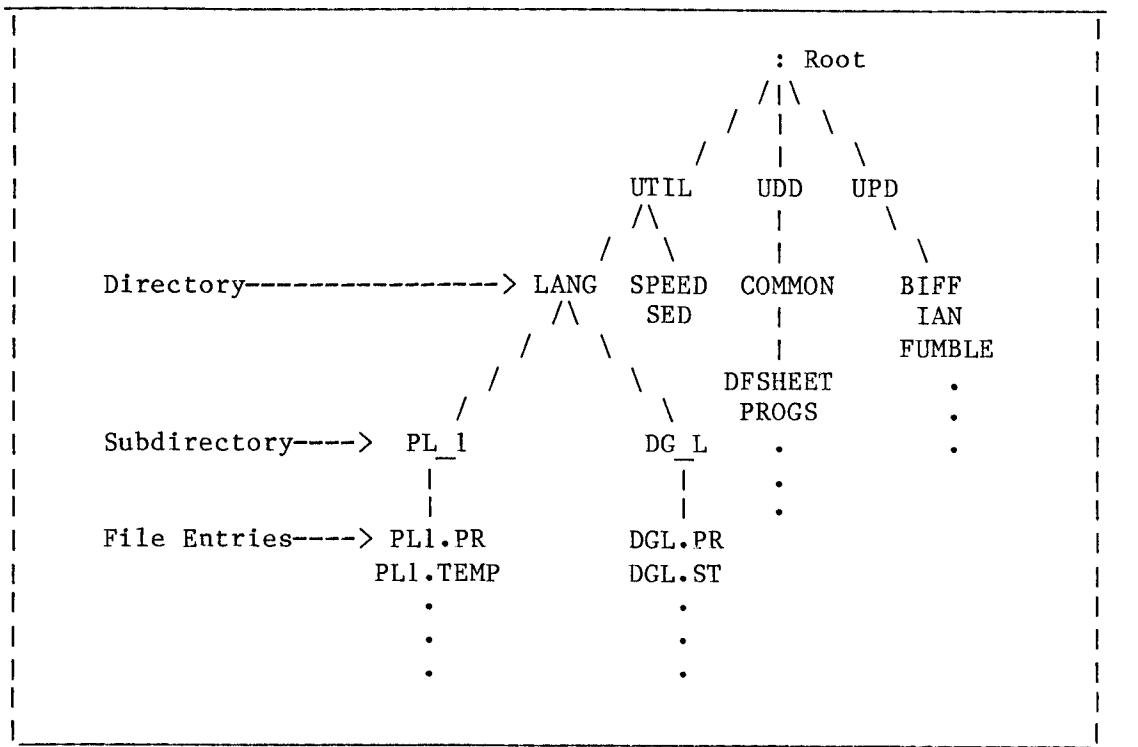 : Root
UTIL UDD UPD
Directory-----------------> LANG SPEED COMMON BIFF
SED IAN
FUMBLE
DFSHEET
PROGS
Subdirectory----> PL_1 DG_L
File Entries----> PL1.PR DGL.PR
PL1.TEMP DGL.ST